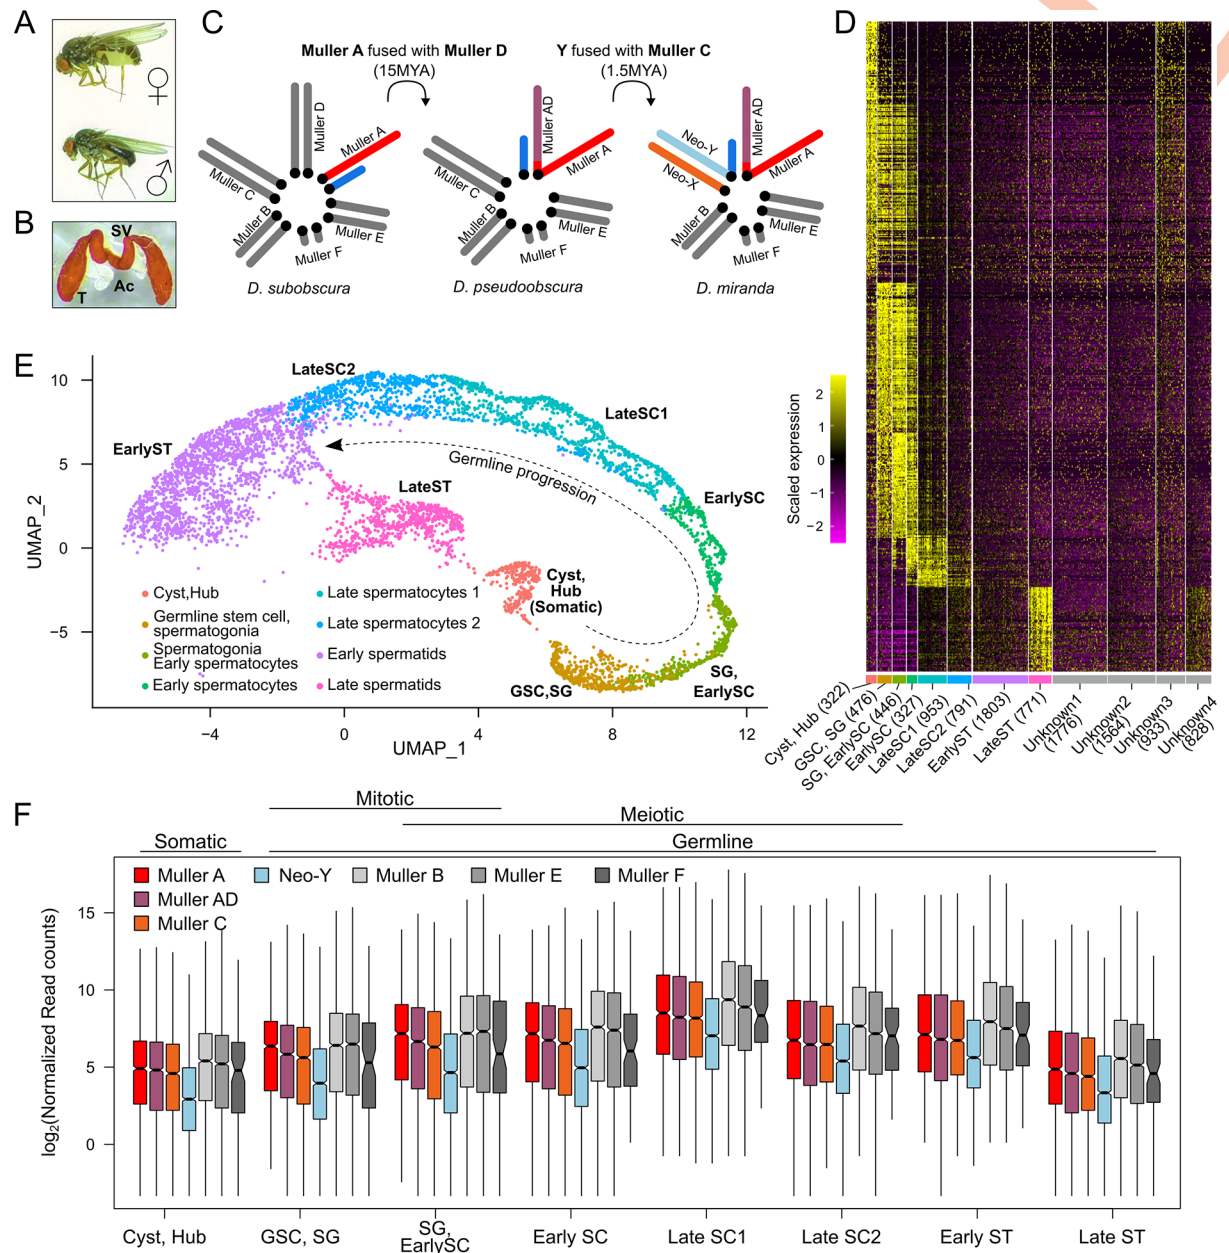 A
♀
♂
B
SV
Ac
T
C
Muller A fused with Muller D
(15MYA)
Y fused with Muller C
(1.5MYA)
Muller D
Muller A
Muller C
Muller B
Muller E
Muller F
D. subobscura
Muller AD
Muller A
Muller C
Muller B
Muller E
Muller F
D. pseudoobscura
Muller AD
Neo-Y
Neo-X
Muller A
Muller B
Muller E
Muller F
D. miranda
D
Scaled expression
2
1
0
−1
−2
Cyst, Hub (322)
GSC, SG (476)
SG, EarlySC (446)
EarlySC (327)
LateSC1 (953)
LateSC2 (791)
EarlyST (1803)
LateST (771)
Unknown1
(1776)
Unknown2
(1564)
Unknown3
(933)
Unknown4
(828)
E
UMAP_2
10
5
0
−5
LateSC2
LateSC1
EarlyST
Germline progression
LateST
EarlySC
Cyst,
Hub
(Somatic)
SG,
EarlySC
GSC,SG
Cyst,Hub
Germline stem cell,
spermatogonia
Spermatogonia
Early spermatocytes
Early spermatocytes
Late spermatocytes 1
Late spermatocytes 2
Early spermatids
Late spermatids
−4
0
4
8
12
UMAP_1
F
Mitotic
Meiotic
Somatic
Germline
Muller A
Muller AD
Muller C
Neo-Y
Muller B
Muller E
Muller F
log₂(Normalized Read counts)
15
10
5
0
Cyst, Hub
GSC, SG
SG,
EarlySC
Early SC
Late SC1
Late SC2
Early ST
Late ST